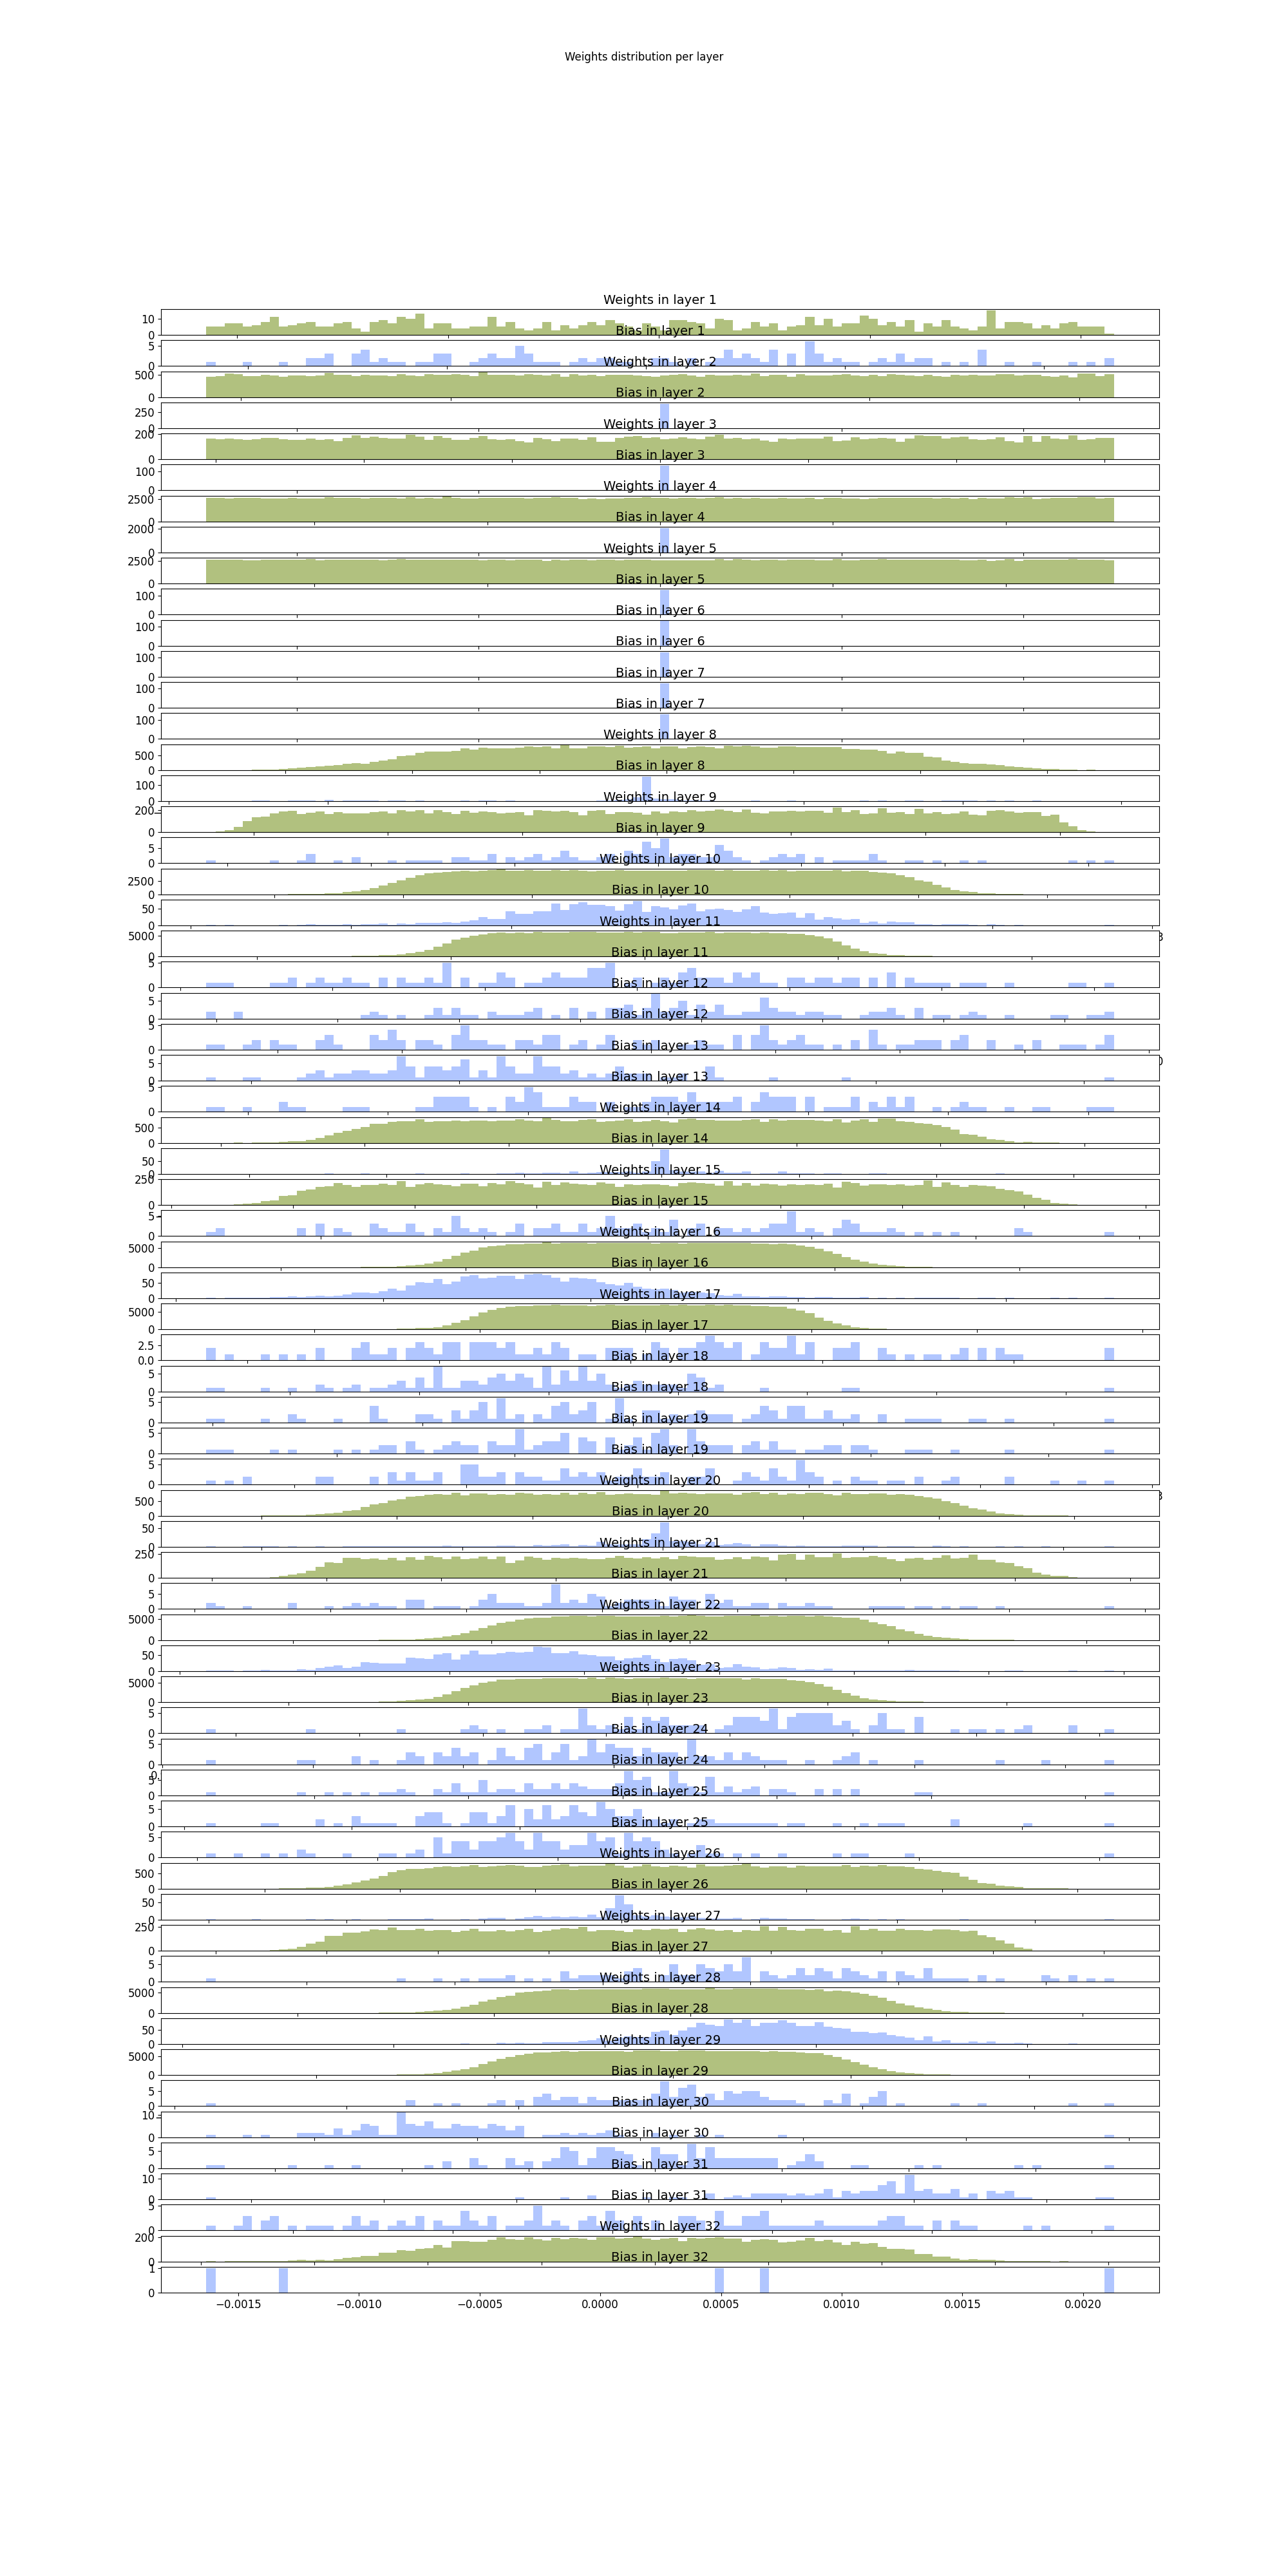 Weights distribution per layer
Weights in layer 1
10
0
Bias in layer 1
5
0
Weights in layer 2
500
0
Bias in layer 2
250
0
Weights in layer 3
200
0
Bias in layer 3
100
0
Weights in layer 4
2500
0
Bias in layer 4
2000
0
Weights in layer 5
2500
0
Bias in layer 5
100
0
Bias in layer 6
100
0
Bias in layer 6
100
0
Bias in layer 7
100
0
Bias in layer 7
100
0
Weights in layer 8
500
0
Bias in layer 8
100
0
Weights in layer 9
200
0
Bias in layer 9
5
0
Weights in layer 10
2500
0
Bias in layer 10
50
0
Weights in layer 11
5000
0
Bias in layer 11
5
0
Bias in layer 12
5
0
Bias in layer 12
5
0
Bias in layer 13
5
0
Bias in layer 13
5
0
Weights in layer 14
500
0
Bias in layer 14
50
0
Weights in layer 15
250
0
Bias in layer 15
5
0
Weights in layer 16
5000
0
Bias in layer 16
50
0
Weights in layer 17
5000
0
Bias in layer 17
2.5
0.0
Bias in layer 18
5
0
Bias in layer 18
5
0
Bias in layer 19
5
0
Bias in layer 19
5
0
Weights in layer 20
500
0
Bias in layer 20
50
0
Weights in layer 21
250
0
Bias in layer 21
5
0
Weights in layer 22
5000
0
Bias in layer 22
50
0
Weights in layer 23
5000
0
Bias in layer 23
5
0
Bias in layer 24
5
0
Bias in layer 24
5
0
Bias in layer 25
5
0
Bias in layer 25
5
0
Weights in layer 26
500
0
Bias in layer 26
50
0
Weights in layer 27
250
0
Bias in layer 27
5
0
Weights in layer 28
5000
0
Bias in layer 28
50
0
Weights in layer 29
5000
0
Bias in layer 29
5
0
Bias in layer 30
10
0
Bias in layer 30
5
0
Bias in layer 31
10
0
Bias in layer 31
5
0
Weights in layer 32
200
0
Bias in layer 32
1
0
−0.0015 −0.0010 −0.0005 0.0000 0.0005 0.0010 0.0015 0.0020